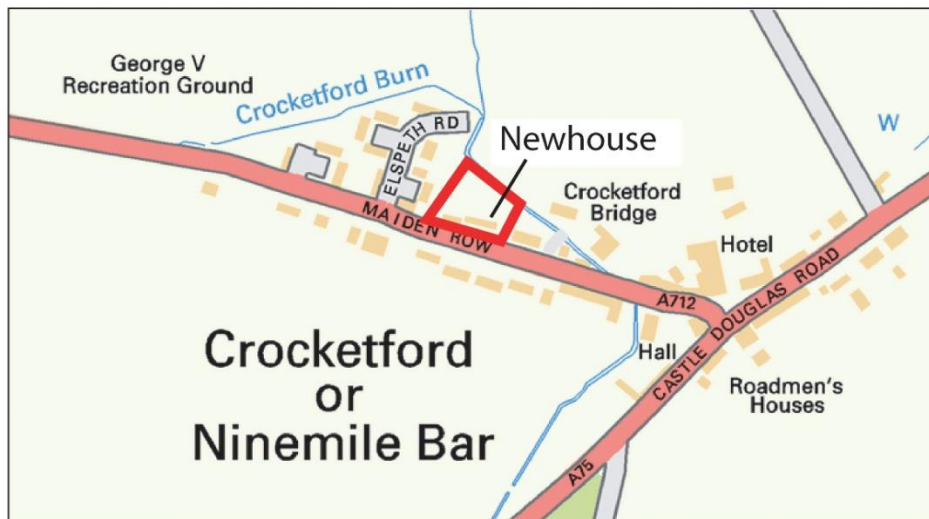 George V
Recreation Ground
Crocketford Burn
ELSPETH RD
Newhouse
W
Crocketford
Bridge
MAIDEN ROW
Hotel
A712
CASTLE DOUGLAS ROAD
Crocketford
or
Ninemile Bar
Hall
Roadmen's
Houses
A75